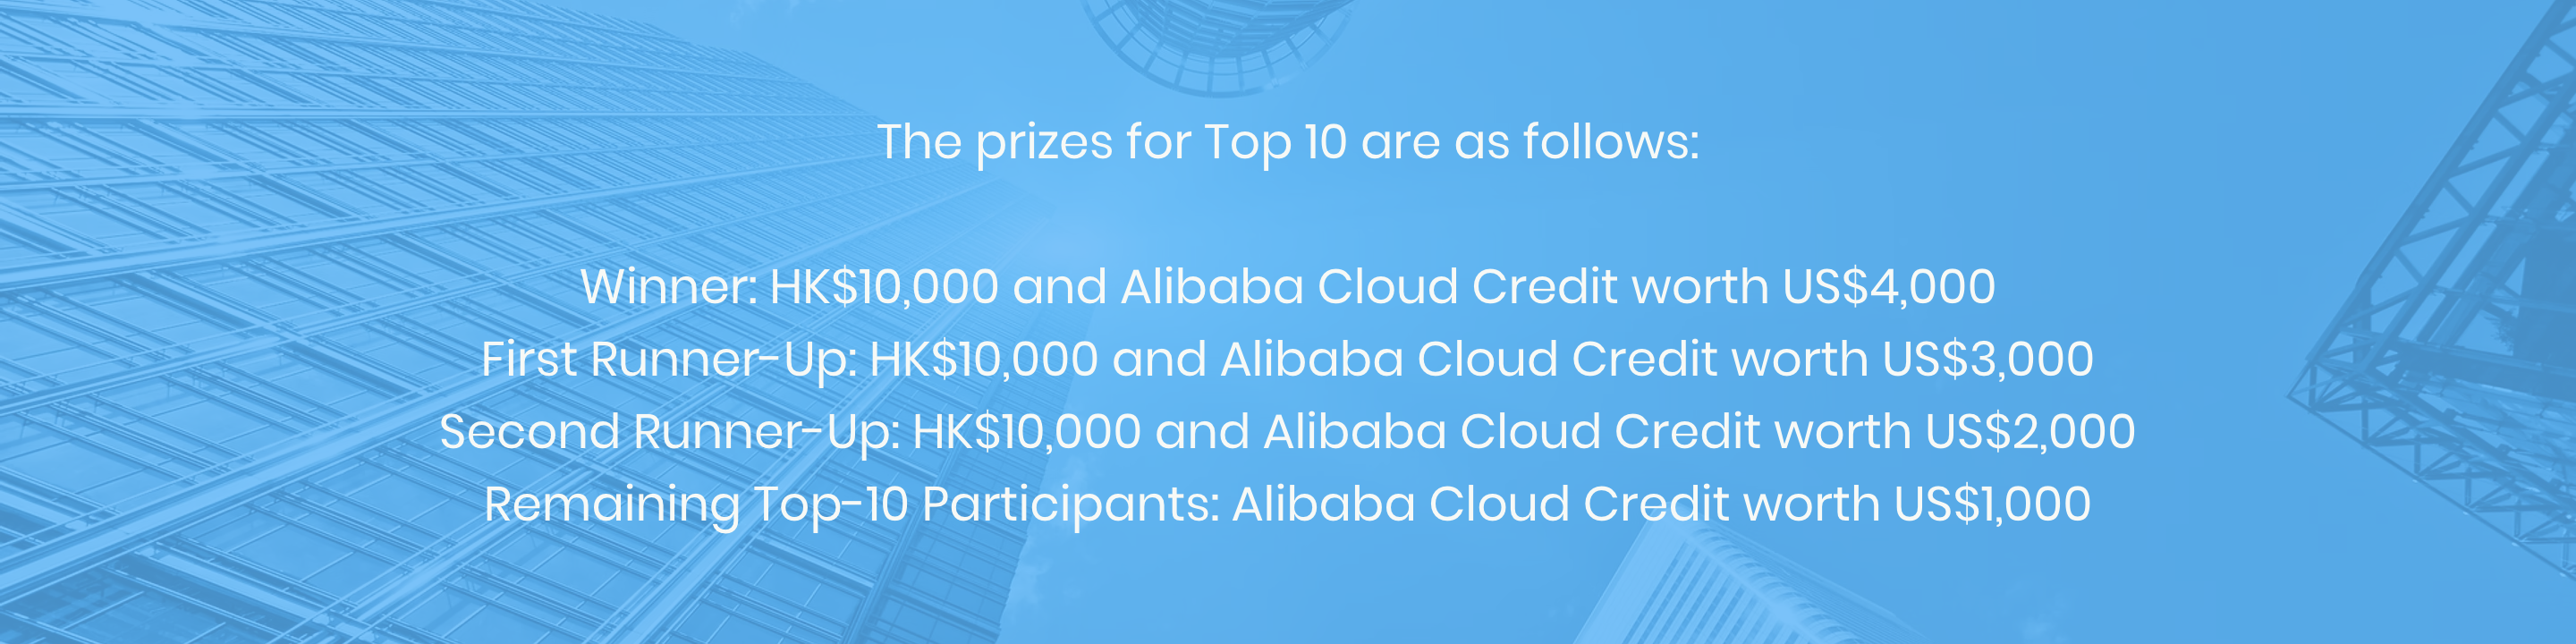 The prizes for Top 10 are as follows:
Winner: HK$10,000 and Alibaba Cloud Credit worth US$4,000
First Runner-Up: HK$10,000 and Alibaba Cloud Credit worth US$3,000
Second Runner-Up: HK$10,000 and Alibaba Cloud Credit worth US$2,000
Remaining Top-10 Participants: Alibaba Cloud Credit worth US$1,000